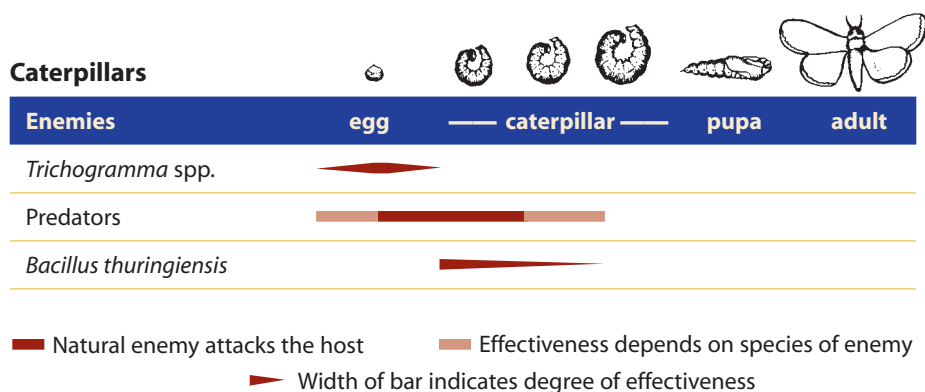 Caterpillars
Enemies egg —— caterpillar —— pupa adult
Trichogramma spp.
Predators
Bacillus thuringiensis
Natural enemy attacks the host Effectiveness depends on species of enemy
Width of bar indicates degree of effectiveness